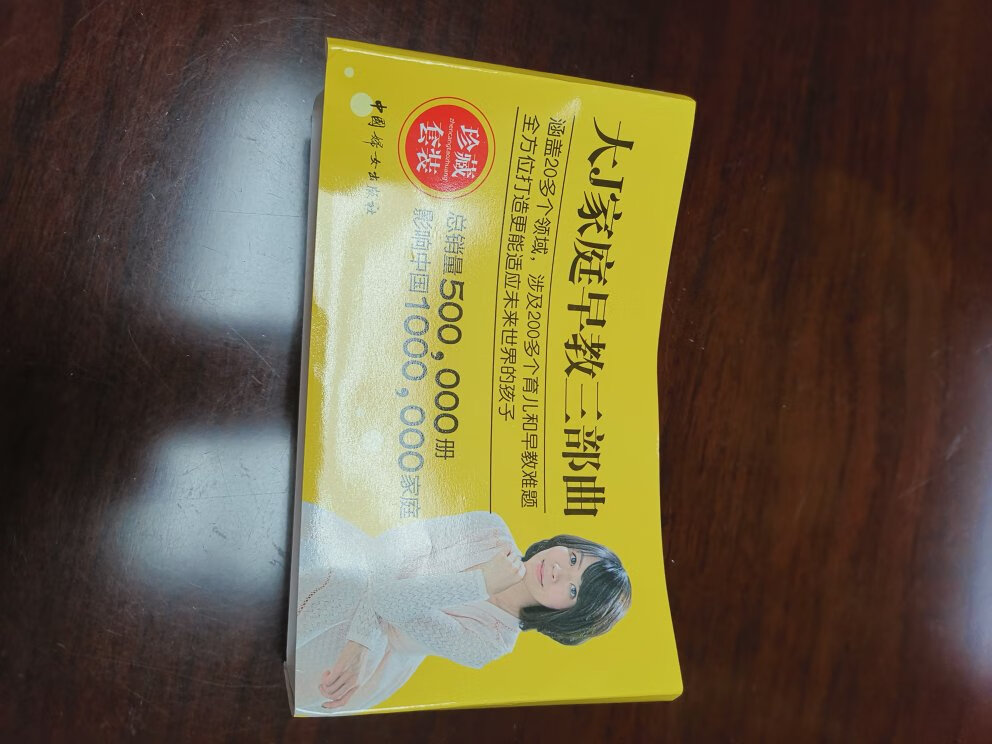 大J家庭早教三部曲
涵盖20多个领域，涉及200多个育儿和早教难题
全方位打造更能适应未来世界的孩子
总销量500,000册
影响中国1000,000家庭
珍藏
zhencangtaozhuang
套装
中国妇女出版社